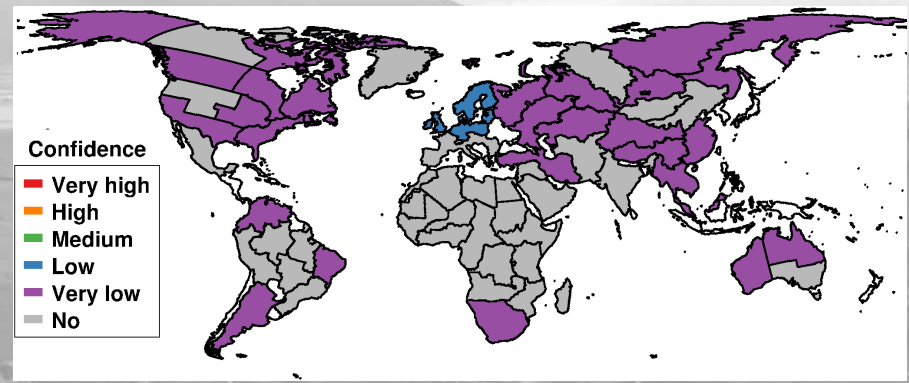 Confidence
Very high
High
Medium
Low
Very low
No